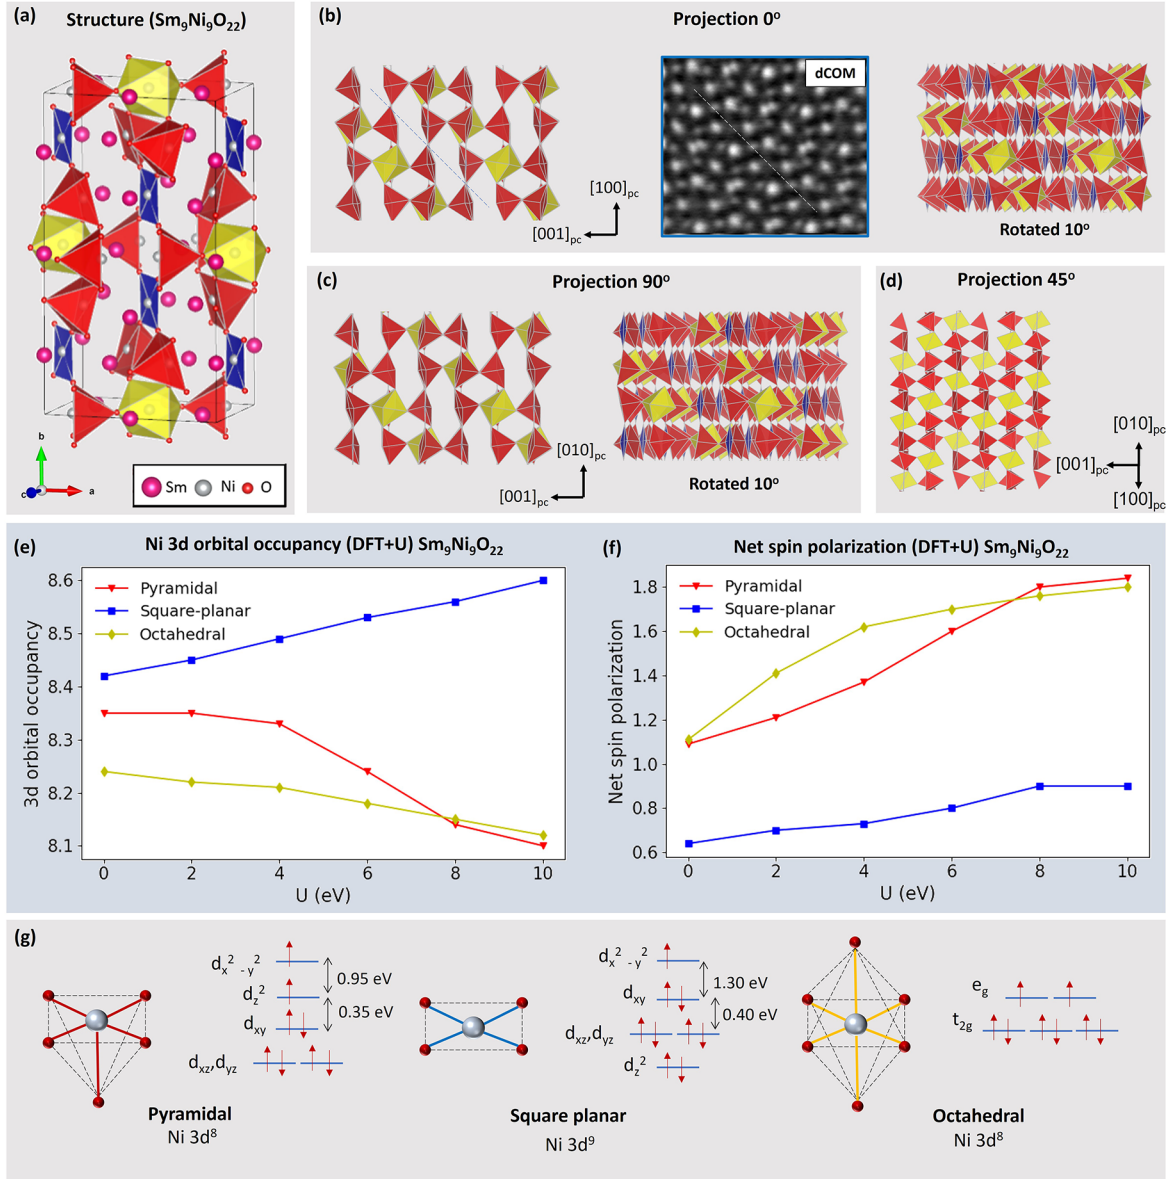 (a) Structure (Sm₉Ni₉O₂₂)
b
c
a
Sm Ni O
(b) Projection 0º
dCOM
[100]pc
[001]pc
Rotated 10º
(c) Projection 90º
[010]pc
[001]pc
Rotated 10º
(d) Projection 45º
[010]pc
[001]pc
[100]pc
(e) Ni 3d orbital occupancy (DFT+U) Sm₉Ni₉O₂₂
Pyramidal
Square-planar
Octahedral
3d orbital occupancy
8.6
8.5
8.4
8.3
8.2
8.1
0 2 4 6 8 10
U (eV)
(f) Net spin polarization (DFT+U) Sm₉Ni₉O₂₂
Pyramidal
Square-planar
Octahedral
Net spin polarization
1.8
1.6
1.4
1.2
1.0
0.8
0.6
0 2 4 6 8 10
U (eV)
(g)
dx² - y²
0.95 eV
dz²
0.35 eV
dxy
dxz,dyz
Pyramidal
Ni 3d⁸
dx² - y²
1.30 eV
dxy
0.40 eV
dxz,dyz
dz²
Square planar
Ni 3d⁹
eg
t2g
Octahedral
Ni 3d⁸